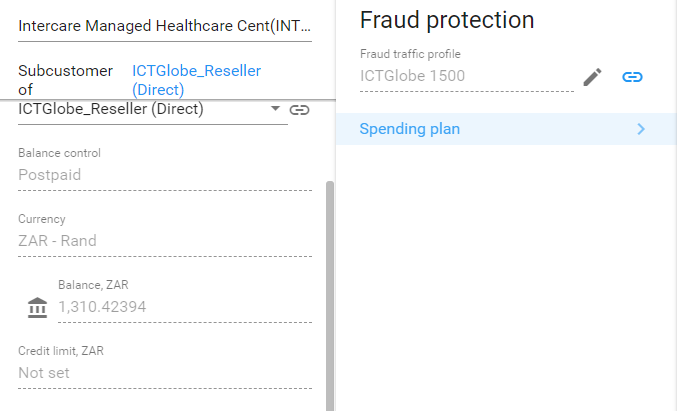 Intercare Managed Healthcare Cent(INT...
Subcustomer of
ICTGlobe_Reseller (Direct)
ICTGlobe_Reseller (Direct)
Balance control
Postpaid
Currency
ZAR - Rand
Balance, ZAR
1,310.42394
Credit limit, ZAR
Not set
Fraud protection
Fraud traffic profile
ICTGlobe 1500
Spending plan